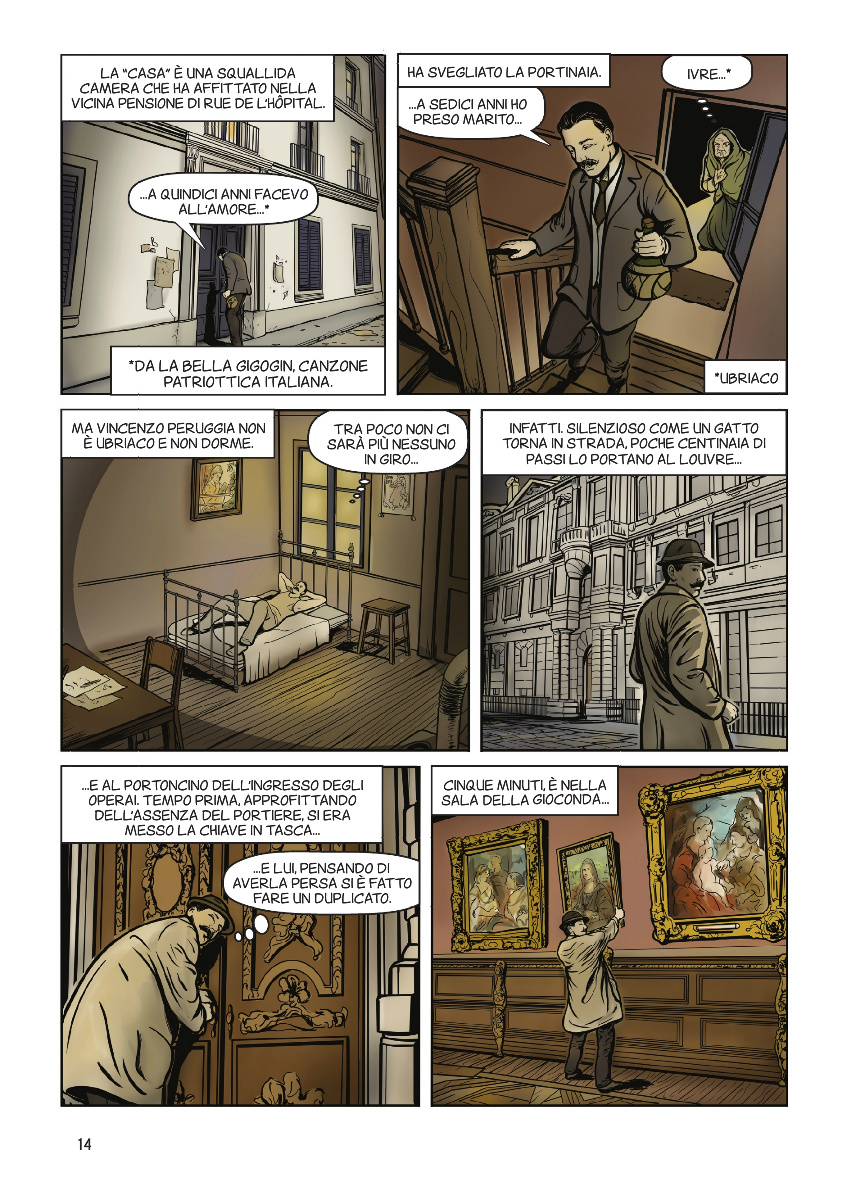 LA "CASA" È UNA SQUALLIDA
CAMERA CHE HA AFFITTATO NELLA
VICINA PENSIONE DI RUE DE L'HÔPITAL.
...A QUINDICI ANNI FACEVO
ALL'AMORE...*
*DA LA BELLA GIGOGIN, CANZONE
PATRIOTTICA ITALIANA.
HA SVEGLIATO LA PORTINAIA.
...A SEDICI ANNI HO
PRESO MARITO...
IVRE...*
*UBRIACO
MA VINCENZO PERUGGIA NON
È UBRIACO E NON DORME.
TRA POCO NON CI
SARÀ PIÙ NESSUNO
IN GIRO...
INFATTI. SILENZIOSO COME UN GATTO
TORNA IN STRADA, POCHE CENTINAIA DI
PASSI LO PORTANO AL LOUVRE...
...E AL PORTONCINO DELL'INGRESSO DEGLI
OPERAI. TEMPO PRIMA, APPROFITTANDO
DELL'ASSENZA DEL PORTIERE, SI ERA
MESSO LA CHIAVE IN TASCA...
...E LUI, PENSANDO DI
AVERLA PERSA SI È FATTO
FARE UN DUPLICATO.
CINQUE MINUTI, È NELLA
SALA DELLA GIOCONDA...
14